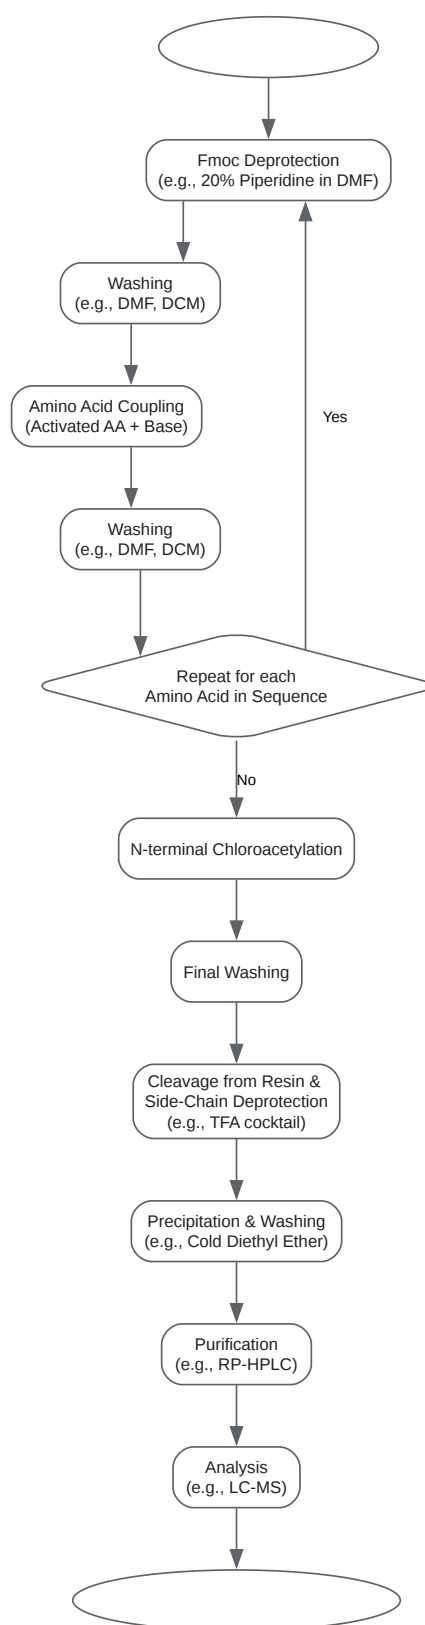 Fmoc Deprotection
(e.g., 20% Piperidine in DMF)
Washing
(e.g., DMF, DCM)
Amino Acid Coupling
(Activated AA + Base)
Yes
Washing
(e.g., DMF, DCM)
Repeat for each
Amino Acid in Sequence
No
N-terminal Chloroacetylation
Final Washing
Cleavage from Resin &
Side-Chain Deprotection
(e.g., TFA cocktail)
Precipitation & Washing
(e.g., Cold Diethyl Ether)
Purification
(e.g., RP-HPLC)
Analysis
(e.g., LC-MS)